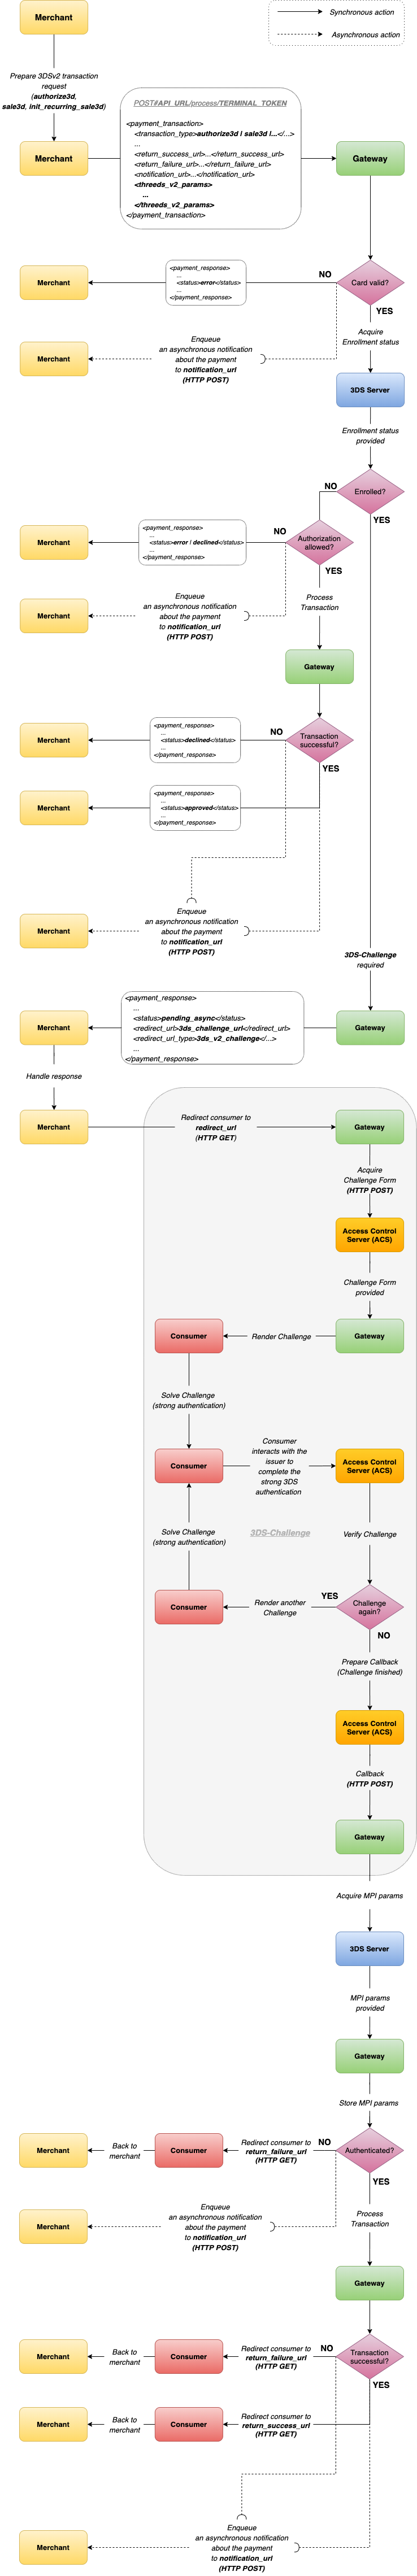 Merchant
Synchronous action
Asynchronous action
Prepare 3DSv2 transaction
request
(authorize3d,
sale3d, init_recurring_sale3d)
POST#API_URL/process/TERMINAL_TOKEN
<payment_transaction>
<transaction_type>authorize3d | sale3d |...</...>
...
<return_success_url>...</return_success_url>
<return_failure_url>...</return_failure_url>
<notification_url>...</notification_url>
<threeds_v2_params>
...
</threeds_v2_params>
</payment_transaction>
Merchant
Gateway
Merchant
<payment_response>
...
<status>error</status>
...
</payment_response>
NO
Card valid?
YES
Acquire
Enrollment status
Merchant
Enqueue
an asynchronous notification
about the payment
to notification_url
(HTTP POST)
3DS Server
Enrollment status
provided
NO
Enrolled?
YES
Merchant
<payment_response>
...
<status>error | declined</status>
...
</payment_response>
NO
Authorization
allowed?
YES
Process
Transaction
Merchant
Enqueue
an asynchronous notification
about the payment
to notification_url
(HTTP POST)
Gateway
Merchant
<payment_response>
...
<status>declined</status>
...
</payment_response>
NO
Transaction
successful?
YES
Merchant
<payment_response>
...
<status>approved</status>
...
</payment_response>
Merchant
Enqueue
an asynchronous notification
about the payment
to notification_url
(HTTP POST)
3DS-Challenge
required
Merchant
<payment_response>
...
<status>pending_async</status>
<redirect_url>3ds_challenge_url</redirect_url>
<redirect_url_type>3ds_v2_challenge</...>
...
</payment_response>
Gateway
Handle response
Merchant
Redirect consumer to
redirect_url
(HTTP GET)
Gateway
Acquire
Challenge Form
(HTTP POST)
Access Control
Server (ACS)
Challenge Form
provided
Consumer
Render Challenge
Gateway
Solve Challenge
(strong authentication)
Consumer
Consumer
interacts with the
issuer to
complete the
strong 3DS
authentication
Access Control
Server (ACS)
Solve Challenge
(strong authentication)
3DS-Challenge
Verify Challenge
Consumer
Render another
Challenge
YES
Challenge
again?
NO
Prepare Callback
(Challenge finished)
Access Control
Server (ACS)
Callback
(HTTP POST)
Gateway
Acquire MPI params
3DS Server
MPI params
provided
Gateway
Store MPI params
Merchant
Back to
merchant
Consumer
Redirect consumer to
return_failure_url
(HTTP GET)
NO
Authenticated?
YES
Merchant
Enqueue
an asynchronous notification
about the payment
to notification_url
(HTTP POST)
Process
Transaction
Gateway
Merchant
Back to
merchant
Consumer
Redirect consumer to
return_failure_url
(HTTP GET)
NO
Transaction
successful?
YES
Merchant
Back to
merchant
Consumer
Redirect consumer to
return_success_url
(HTTP GET)
Merchant
Enqueue
an asynchronous notification
about the payment
to notification_url
(HTTP POST)